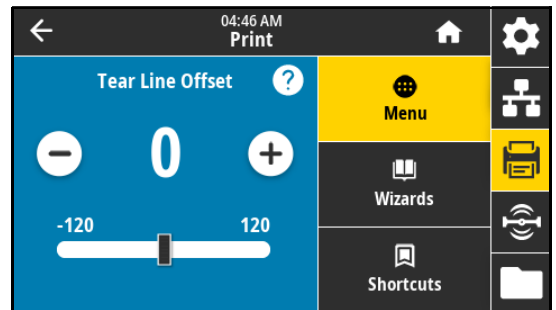 04:46 AM
Print
Tear Line Offset
?
0
-120
120
Menu
Wizards
Shortcuts